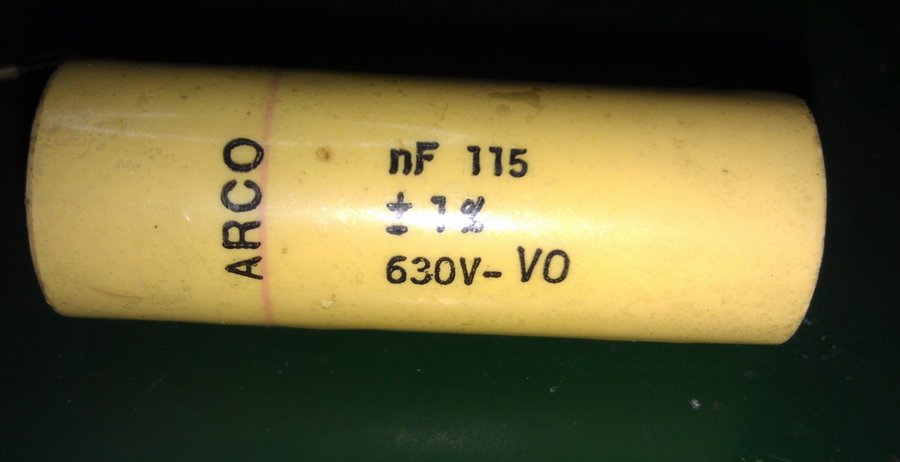 ARCO
nF 115
± 1%
630V- VO